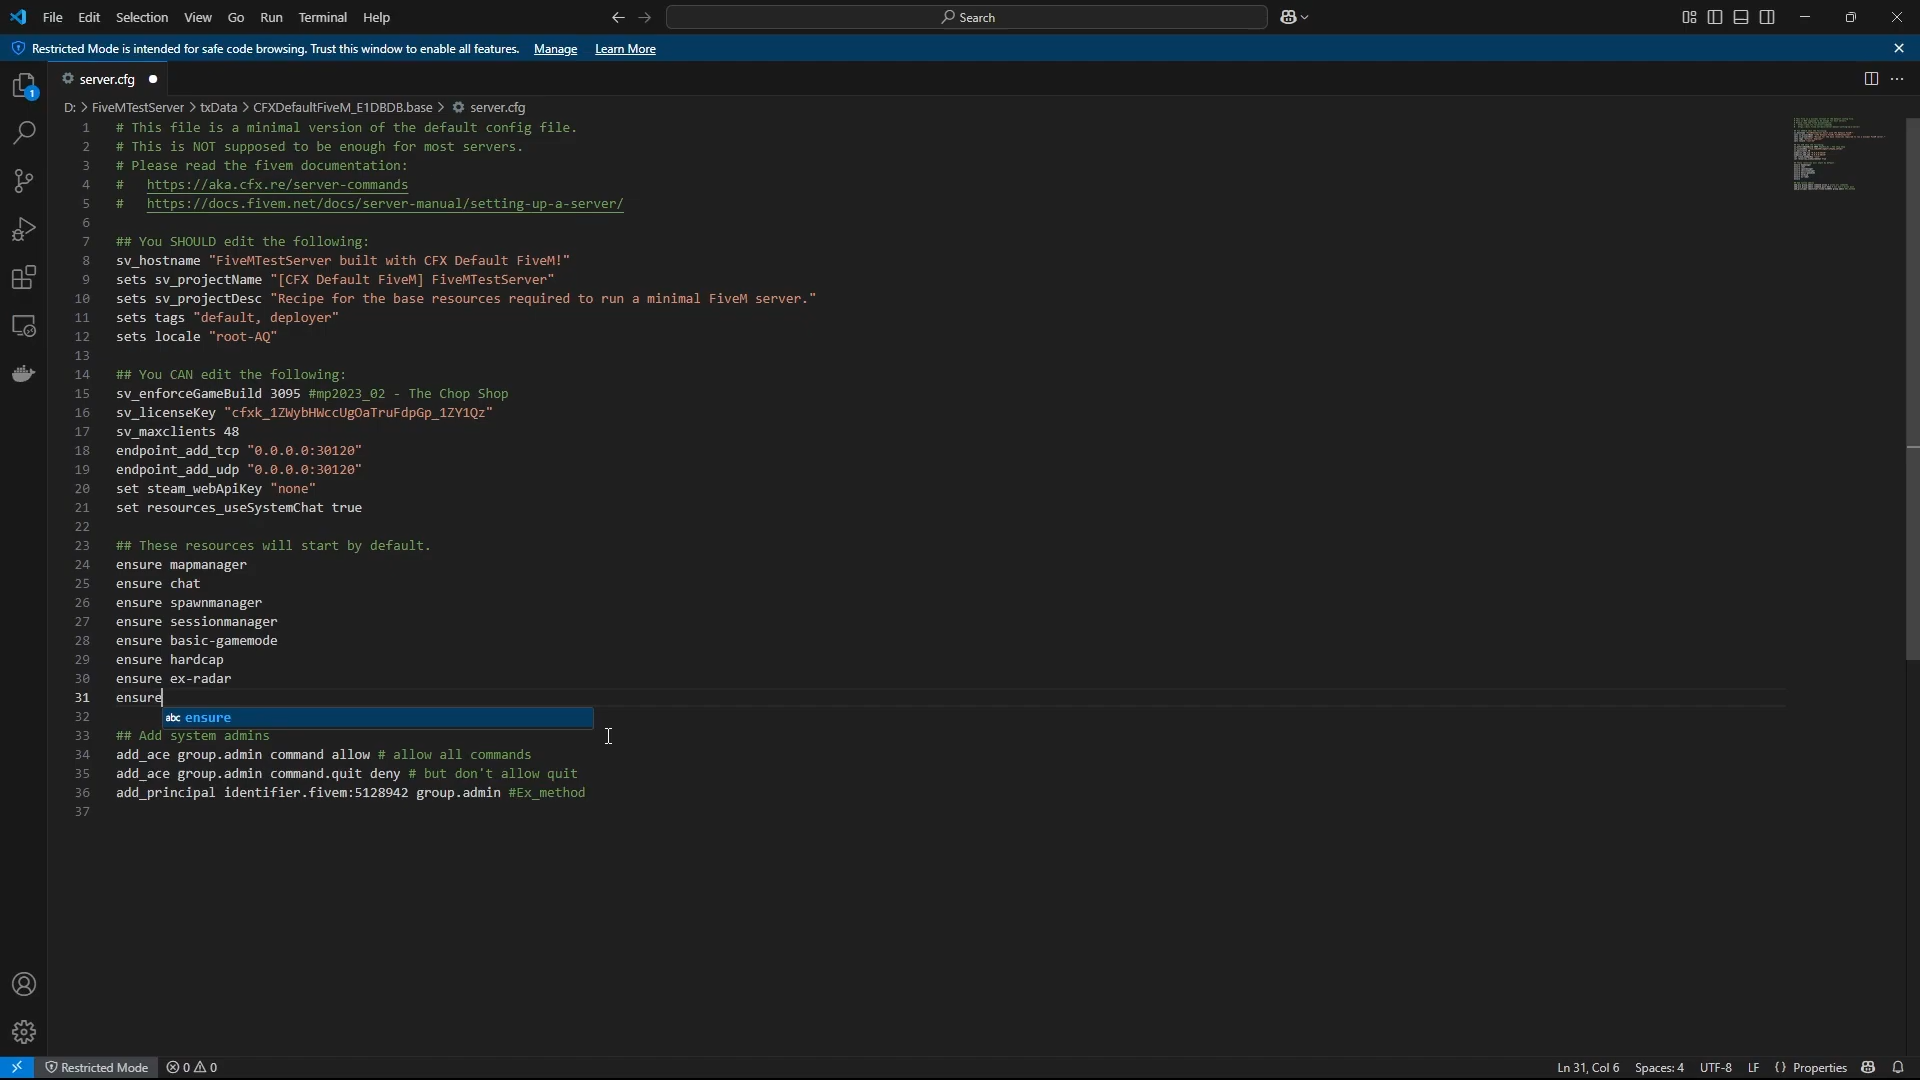 File Edit Selection View Go Run Terminal Help
Search
Restricted Mode is intended for safe code browsing. Trust this window to enable all features. Manage Learn More
1
server.cfg
D: > FiveMTestServer > txData > CFXDefaultFiveM_E1DBDB.base > server.cfg
1 # This file is a minimal version of the default config file.
2 # This is NOT supposed to be enough for most servers.
3 # Please read the fivem documentation:
4 # https://aka.cfx.re/server-commands
5 # https://docs.fivem.net/docs/server-manual/setting-up-a-server/
6
7 ## You SHOULD edit the following:
8 sv_hostname "FiveMTestServer built with CFX Default FiveM!"
9 sets sv_projectName "[CFX Default FiveM] FiveMTestServer"
10 sets sv_projectDesc "Recipe for the base resources required to run a minimal FiveM server."
11 sets tags "default, deployer"
12 sets locale "root-AQ"
13
14 ## You CAN edit the following:
15 sv_enforceGameBuild 3095 #mp2023_02 - The Chop Shop
16 sv_licenseKey "cfxk_1ZWybHWccUgOaTruFdpGp_1ZY1Qz"
17 sv_maxclients 48
18 endpoint_add_tcp "0.0.0.0:30120"
19 endpoint_add_udp "0.0.0.0:30120"
20 set steam_webApiKey "none"
21 set resources_useSystemChat true
22
23 ## These resources will start by default.
24 ensure mapmanager
25 ensure chat
26 ensure spawnmanager
27 ensure sessionmanager
28 ensure basic-gamemode
29 ensure hardcap
30 ensure ex-radar
31 ensure
32 abc ensure
33 ## Add system admins
34 add_ace group.admin command allow # allow all commands
35 add_ace group.admin command.quit deny # but don't allow quit
36 add_principal identifier.fivem:5128942 group.admin #Ex_method
37
Restricted Mode 0 0 Ln 31, Col 6 Spaces: 4 UTF-8 LF {} Properties